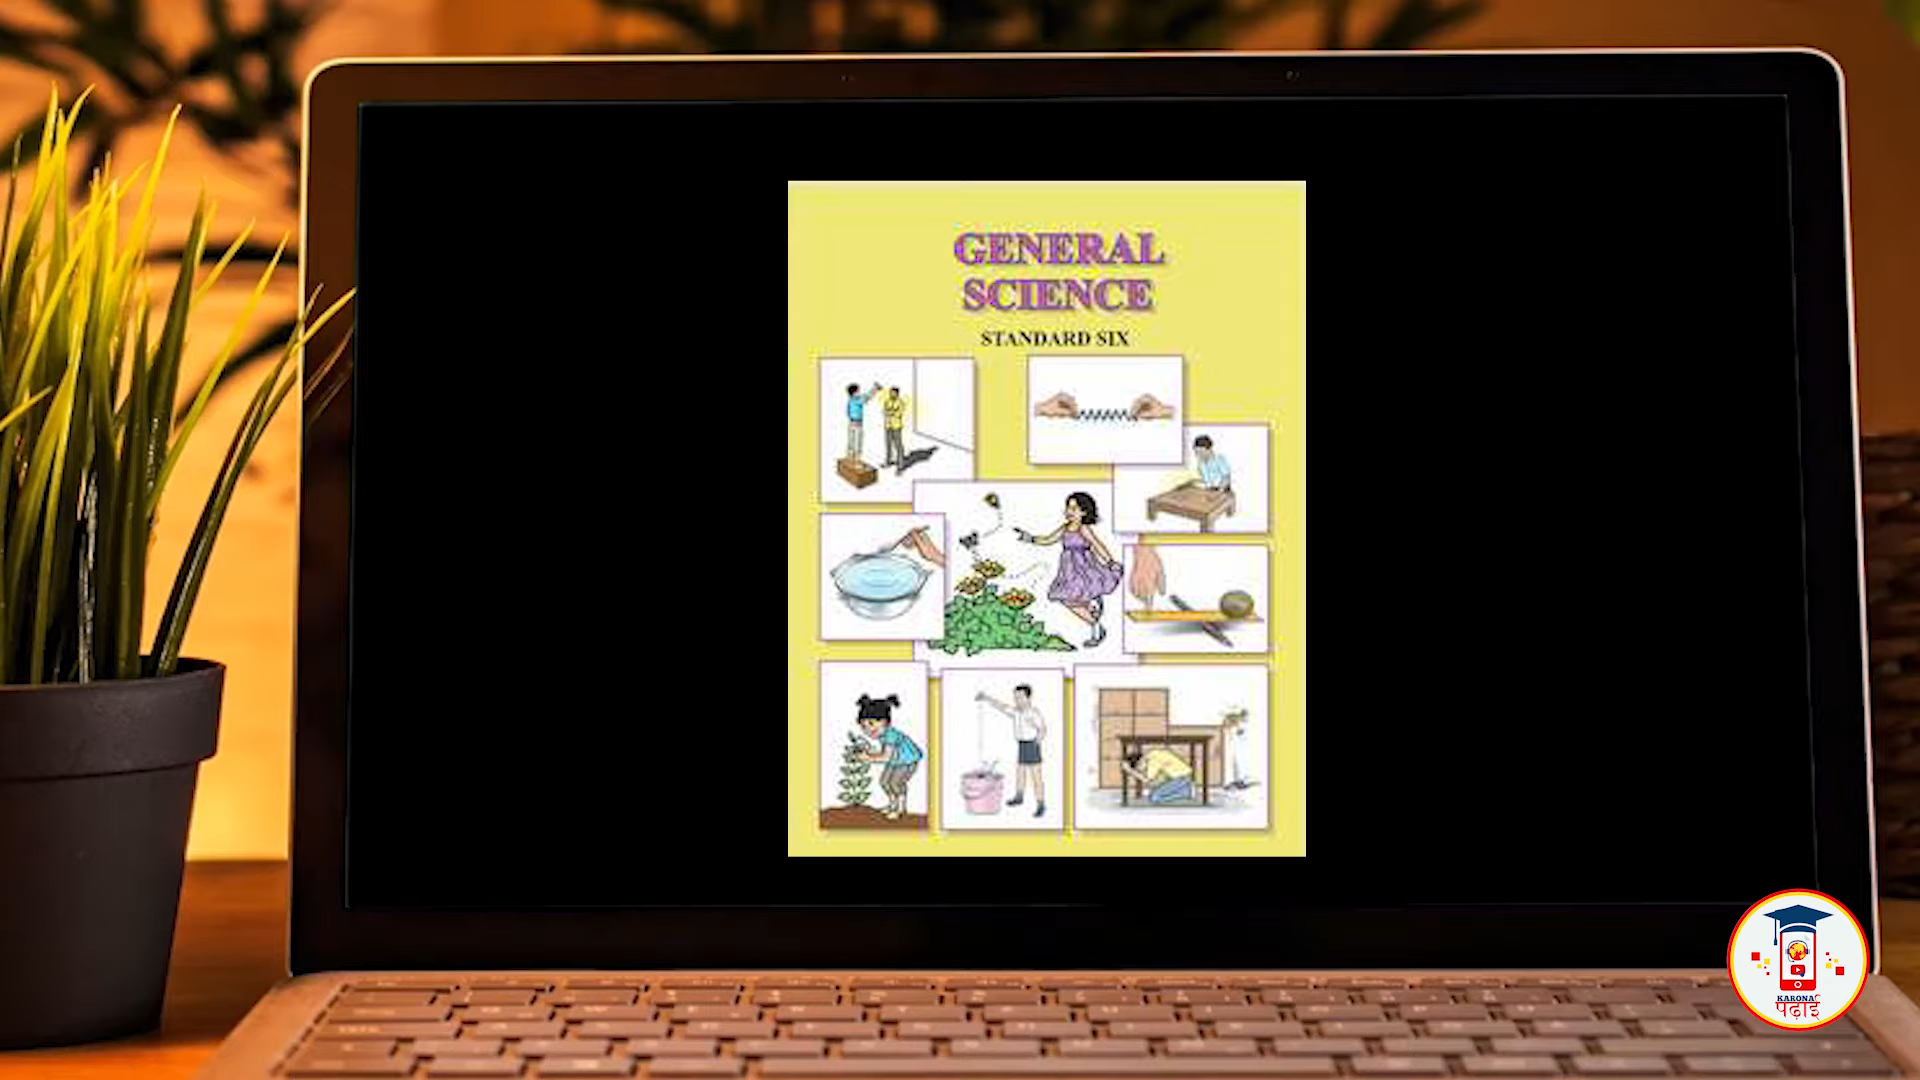 GENERAL
SCIENCE
STANDARD SIX
KARONA
पढ़ाई